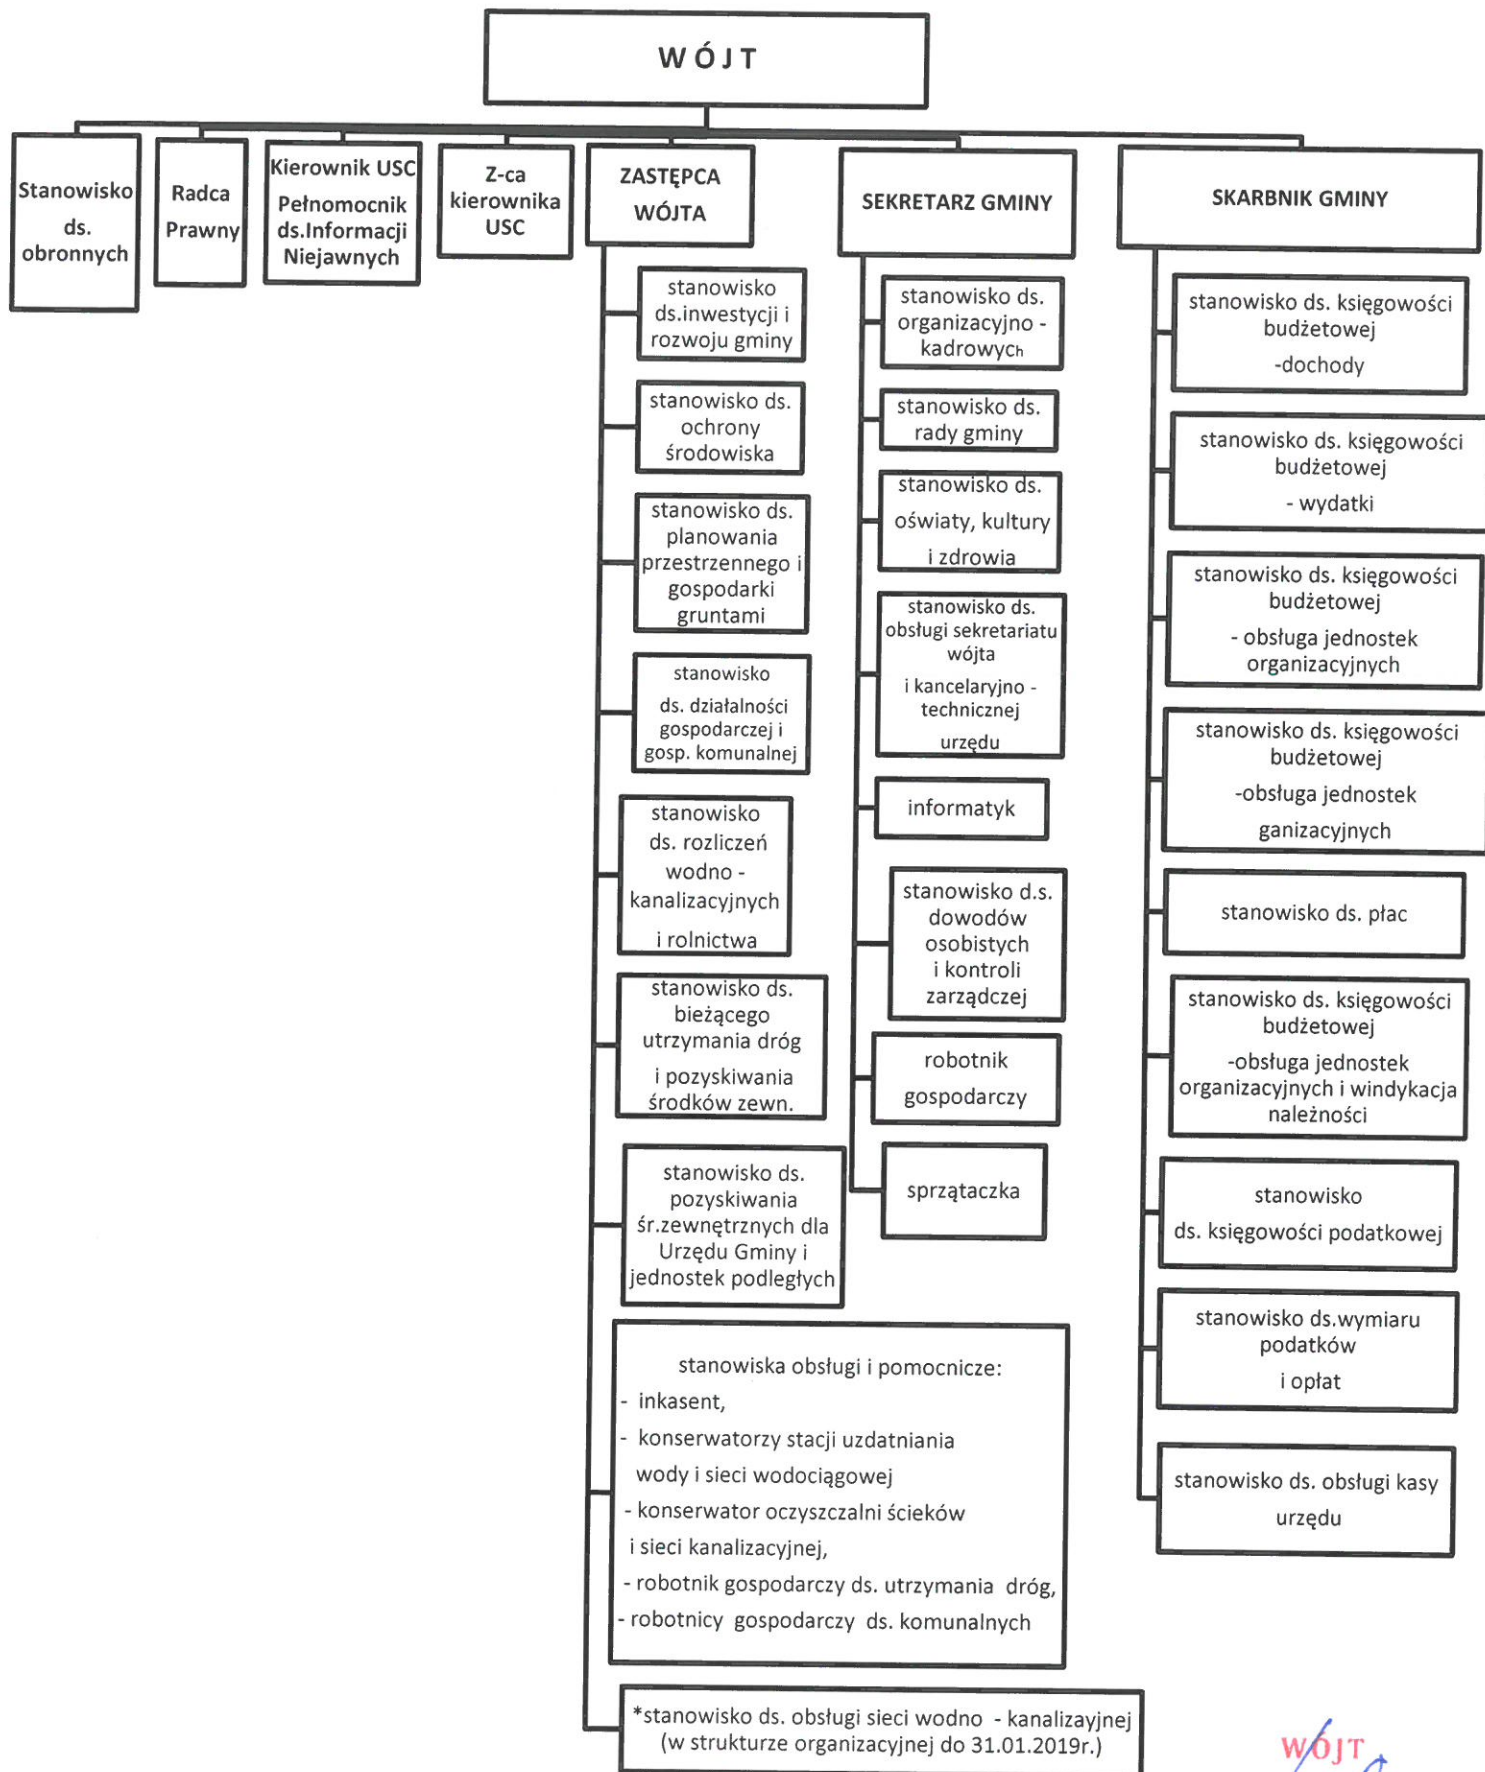 WÓJT
Stanowisko
ds.
obronnych
Radca
Prawny
Kierownik USC
Pełnomocnik
ds.Informacji
Niejawnych
Z-ca
kierownika
USC
ZASTĘPCA
WÓJTA
SEKRETARZ GMINY
SKARBNIK GMINY
stanowisko
ds.inwestycji i
rozwoju gminy
stanowisko ds.
ochrony
środowiska
stanowisko ds.
planowania
przestrzennego i
gospodarki
gruntami
stanowisko
ds. działalności
gospodarczej i
gosp. komunalnej
stanowisko
ds. rozliczeń
wodno -
kanalizacyjnych
i rolnictwa
stanowisko ds.
bieżącego
utrzymania dróg
i pozyskiwania
środków zewn.
stanowisko ds.
pozyskiwania
śr.zewnętrznych dla
Urzędu Gminy i
jednostek podległych
stanowiska obsługi i pomocnicze:
- inkasent,
- konserwatorzy stacji uzdatniania
wody i sieci wodociągowej
- konserwator oczyszczalni ścieków
i sieci kanalizacyjnej,
- robotnik gospodarczy ds. utrzymania dróg,
- robotnicy gospodarczy ds. komunalnych
*stanowisko ds. obsługi sieci wodno - kanalizayjnej
(w strukturze organizacyjnej do 31.01.2019r.)
stanowisko ds.
organizacyjno -
kadrowych
stanowisko ds.
rady gminy
stanowisko ds.
oświaty, kultury
i zdrowia
stanowisko ds.
obsługi sekretariatu
wójta
i kancelaryjno -
technicznej
urzędu
informatyk
stanowisko d.s.
dowodów
osobistych
i kontroli
zarządczej
robotnik
gospodarczy
sprzątaczka
stanowisko ds. księgowości
budżetowej
-dochody
stanowisko ds. księgowości
budżetowej
- wydatki
stanowisko ds. księgowości
budżetowej
- obsługa jednostek
organizacyjnych
stanowisko ds. księgowości
budżetowej
-obsługa jednostek
ganizacyjnych
stanowisko ds. płac
stanowisko ds. księgowości
budżetowej
-obsługa jednostek
organizacyjnych i windykacja
należności
stanowisko
ds. księgowości podatkowej
stanowisko ds.wymiaru
podatków
i opłat
stanowisko ds. obsługi kasy
urzędu
WÓJT